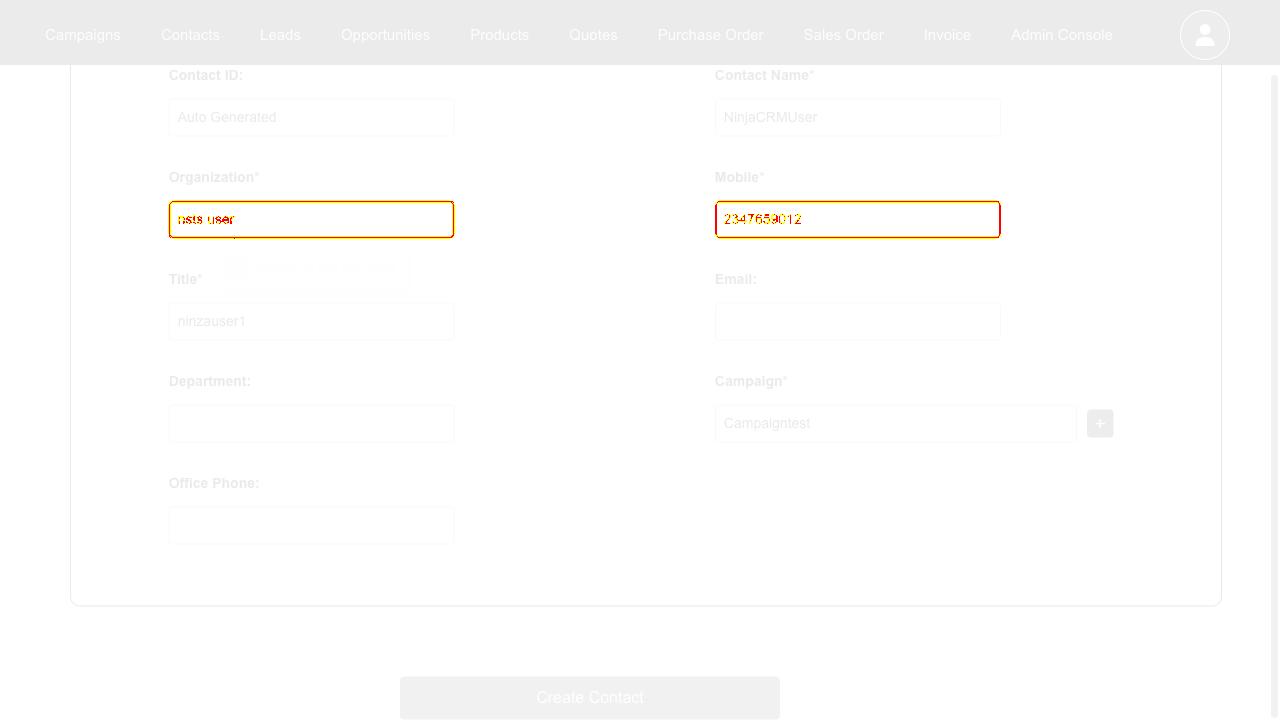 Campaigns Contacts Leads Opportunities Products Quotes Purchase Order Sales Order Invoice Admin Console
Contact ID: Contact Name*
Auto Generated NinjaCRMUser
Organization* Mobile*
nsts user 2347659012
Title* Email:
ninzauser1
Department: Campaign*
Campaigntest +
Office Phone:
Create Contact